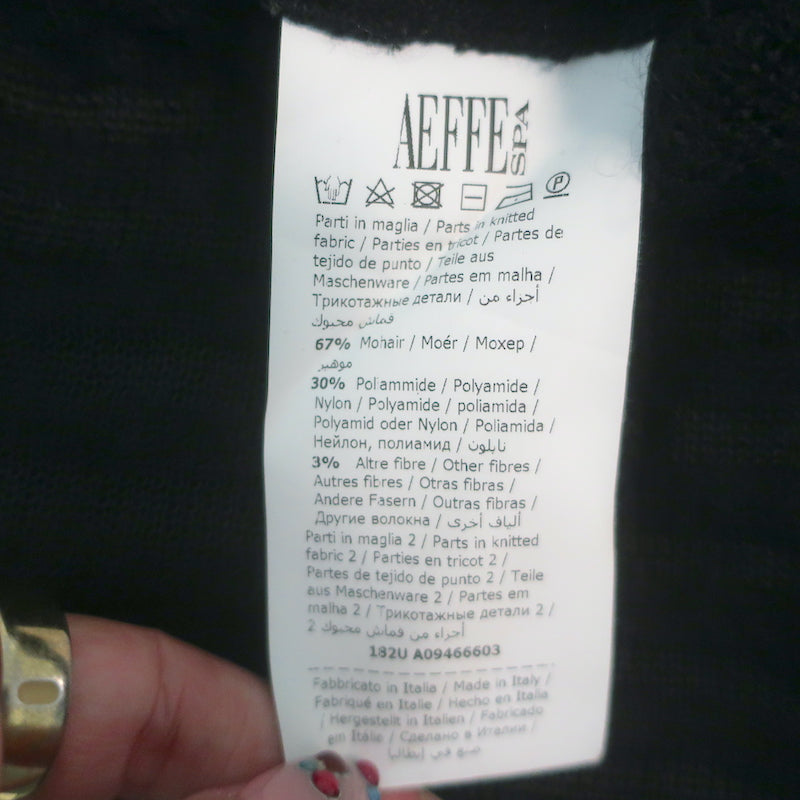 AEFFE SPA
P
Parti in maglia / Parts in knitted
fabric / Parties en tricot / Partes de
tejido de punto / Teile aus
Maschenware / Partes em malha /
Трикотажные детали / أجزاء من
قماش محبوك
67% Mohair / Moér / Мохер /
موهير
30% Poliammide / Polyamide /
Nylon / Polyamide / poliamida /
Polyamid oder Nylon / Poliamida /
Нейлон, полиамид / نايلون
3% Altre fibre / Other fibres /
Autres fibres / Otras fibras /
Andere Fasern / Outras fibras /
Другие волокна / ألياف أخرى
Parti in maglia 2 / Parts in knitted
fabric 2 / Parties en tricot 2 /
Partes de tejido de punto 2 / Teile
aus Maschenware 2 / Partes em
malha 2 / Трикотажные детали 2 /
أجزاء من قماش محبوك 2
182U A09466603
Fabbricato in Italia / Made in Italy /
Fabriqué en Italie / Hecho en Italia
/ Hergestellt in Italien / Fabricado
em Itálie / Сделано в Италии /
صنع في إيطاليا